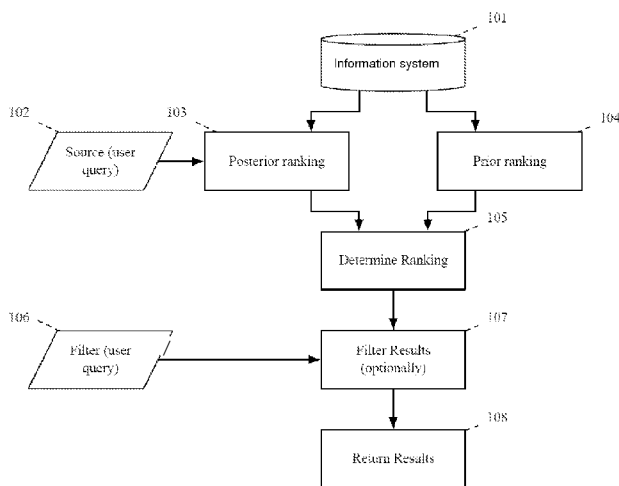 101
Information system
102
103
104
Source (user
query)
Posterior ranking
Prior ranking
105
Determine Ranking
106
107
Filter (user
query)
Filter Results
(optionally)
108
Return Results